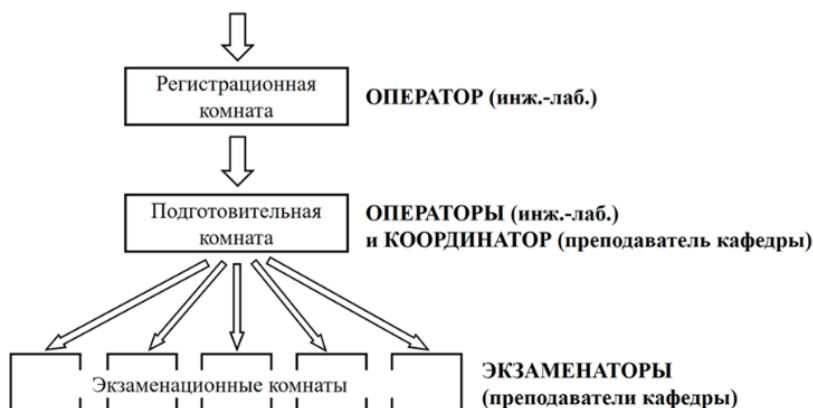 Регистрационная
комната
ОПЕРАТОР (инж.-лаб.)
Подготовительная
комната
ОПЕРАТОРЫ (инж.-лаб.)
и КООРДИНАТОР (преподаватель кафедры)
Экзаменационные комнаты
ЭКЗАМЕНАТОРЫ
(преподаватели кафедры)